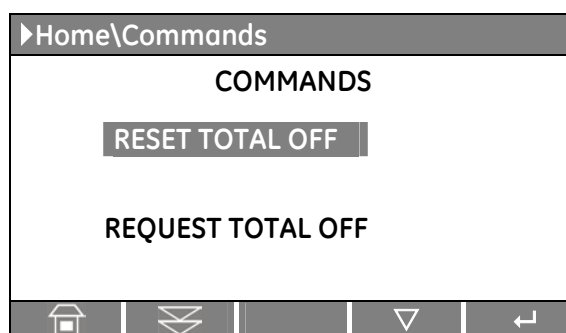 Home\Commands
COMMANDS
RESET TOTAL OFF
REQUEST TOTAL OFF